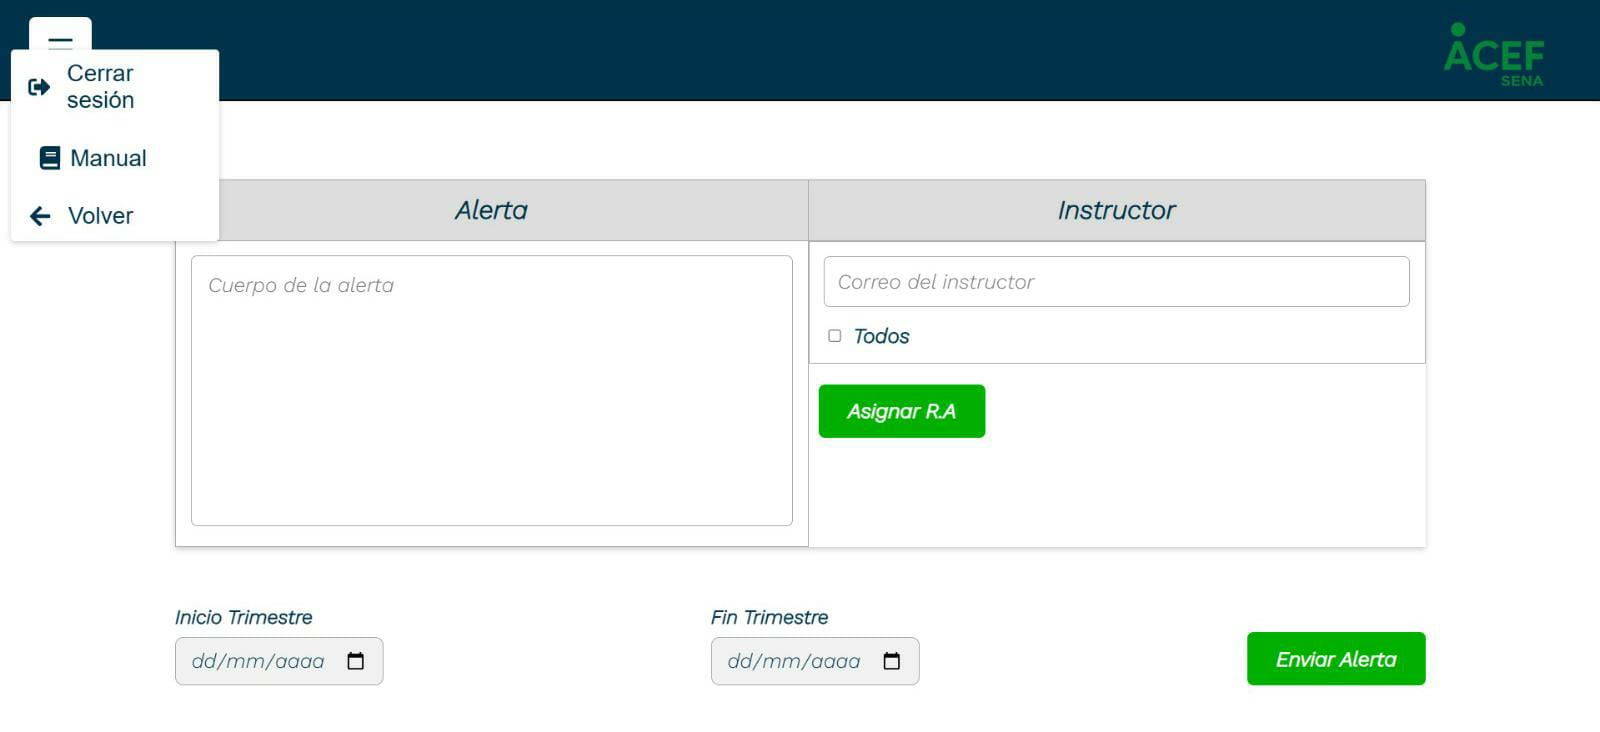 ACEF
SENA
Cerrar
sesión
Manual
Volver
Alerta
Instructor
Cuerpo de la alerta
Correo del instructor
Todos
Asignar R.A
Inicio Trimestre
Fin Trimestre
dd/mm/aaaa
dd/mm/aaaa
Enviar Alerta